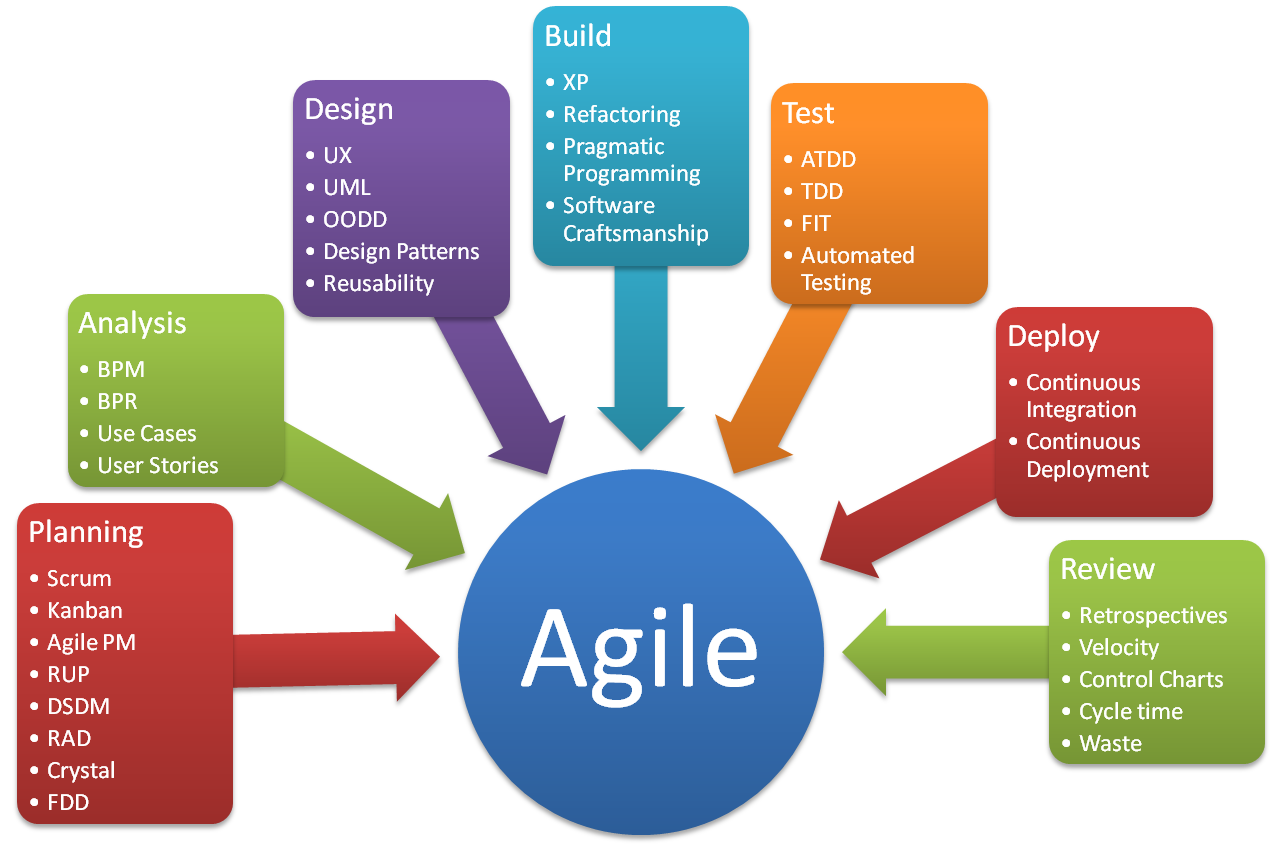 Build
• XP
• Refactoring
• Pragmatic
Programming
• Software
Craftsmanship
Design
• UX
• UML
• OODD
• Design Patterns
• Reusability
Test
• ATDD
• TDD
• FIT
• Automated
Testing
Analysis
• BPM
• BPR
• Use Cases
• User Stories
Deploy
• Continuous
Integration
• Continuous
Deployment
Planning
• Scrum
• Kanban
• Agile PM
• RUP
• DSDM
• RAD
• Crystal
• FDD
Agile
Review
• Retrospectives
• Velocity
• Control Charts
• Cycle time
• Waste